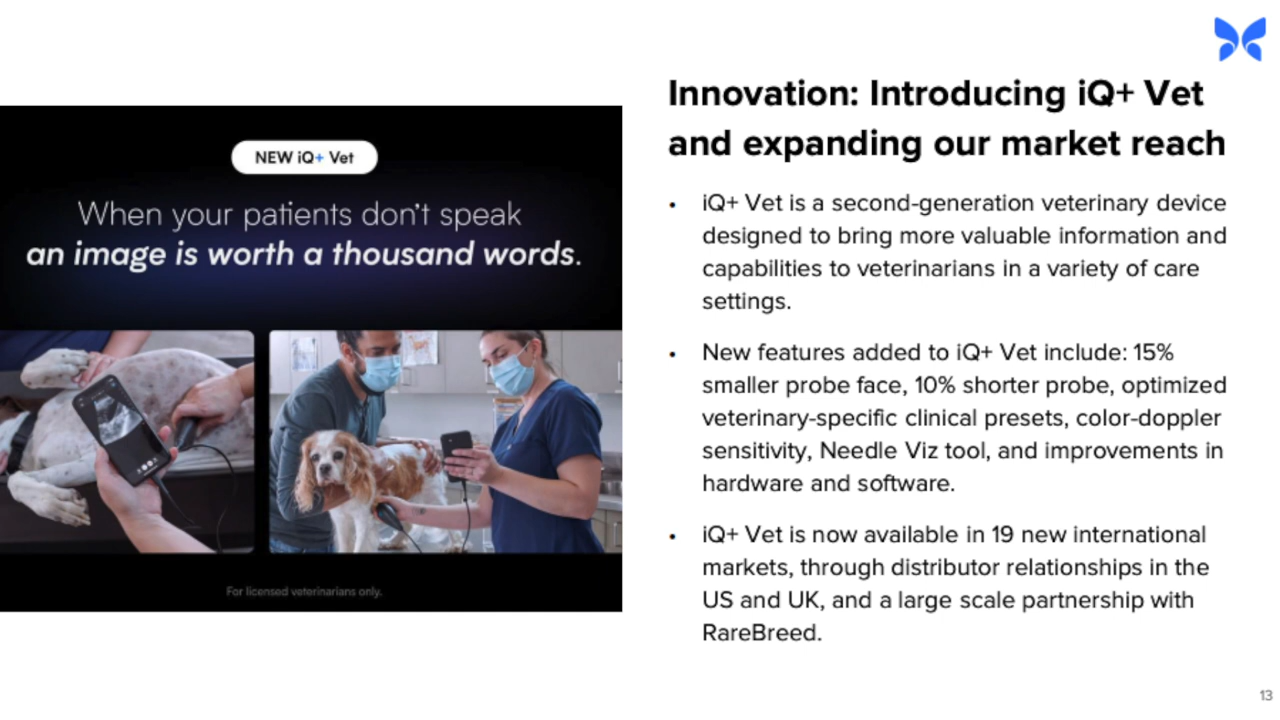 NEW iQ+ Vet
When your patients don't speak
an image is worth a thousand words.
For licensed veterinarians only.
Innovation: Introducing iQ+ Vet
and expanding our market reach
• iQ+ Vet is a second-generation veterinary device
designed to bring more valuable information and
capabilities to veterinarians in a variety of care
settings.
• New features added to iQ+ Vet include: 15%
smaller probe face, 10% shorter probe, optimized
veterinary-specific clinical presets, color-doppler
sensitivity, Needle Viz tool, and improvements in
hardware and software.
• iQ+ Vet is now available in 19 new international
markets, through distributor relationships in the
US and UK, and a large scale partnership with
RareBreed.
13